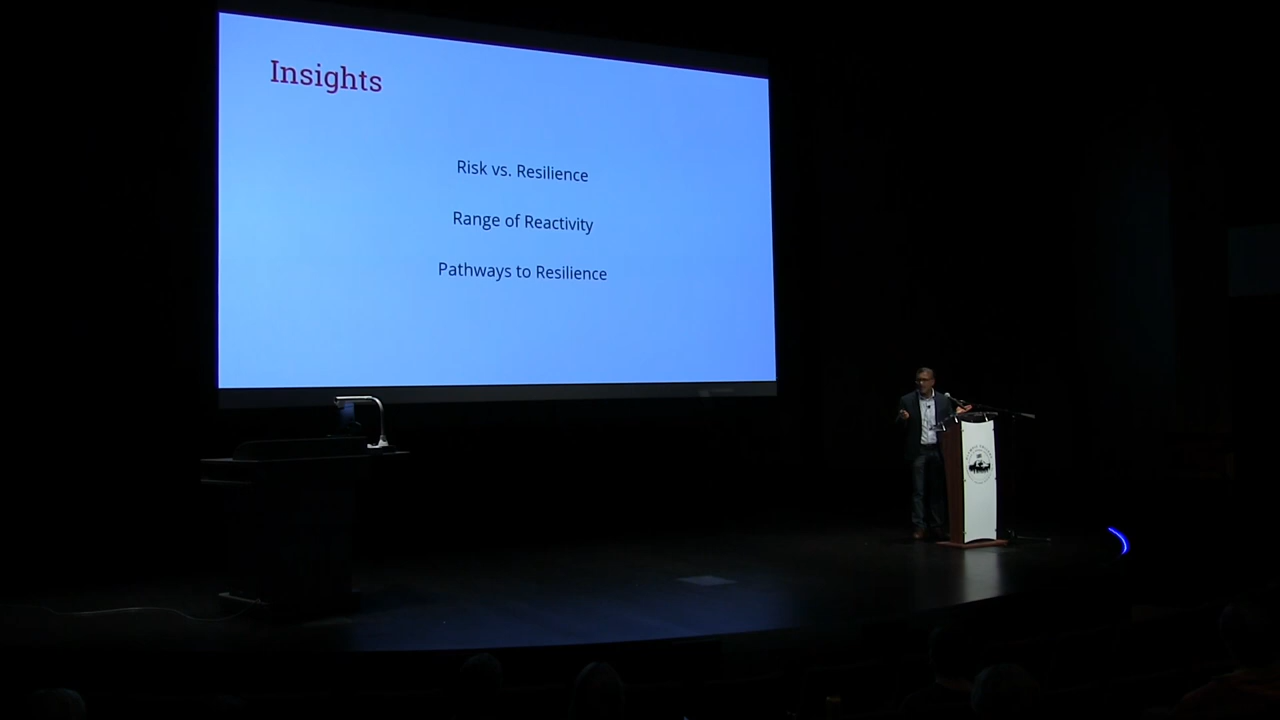 Insights
Risk vs. Resilience
Range of Reactivity
Pathways to Resilience